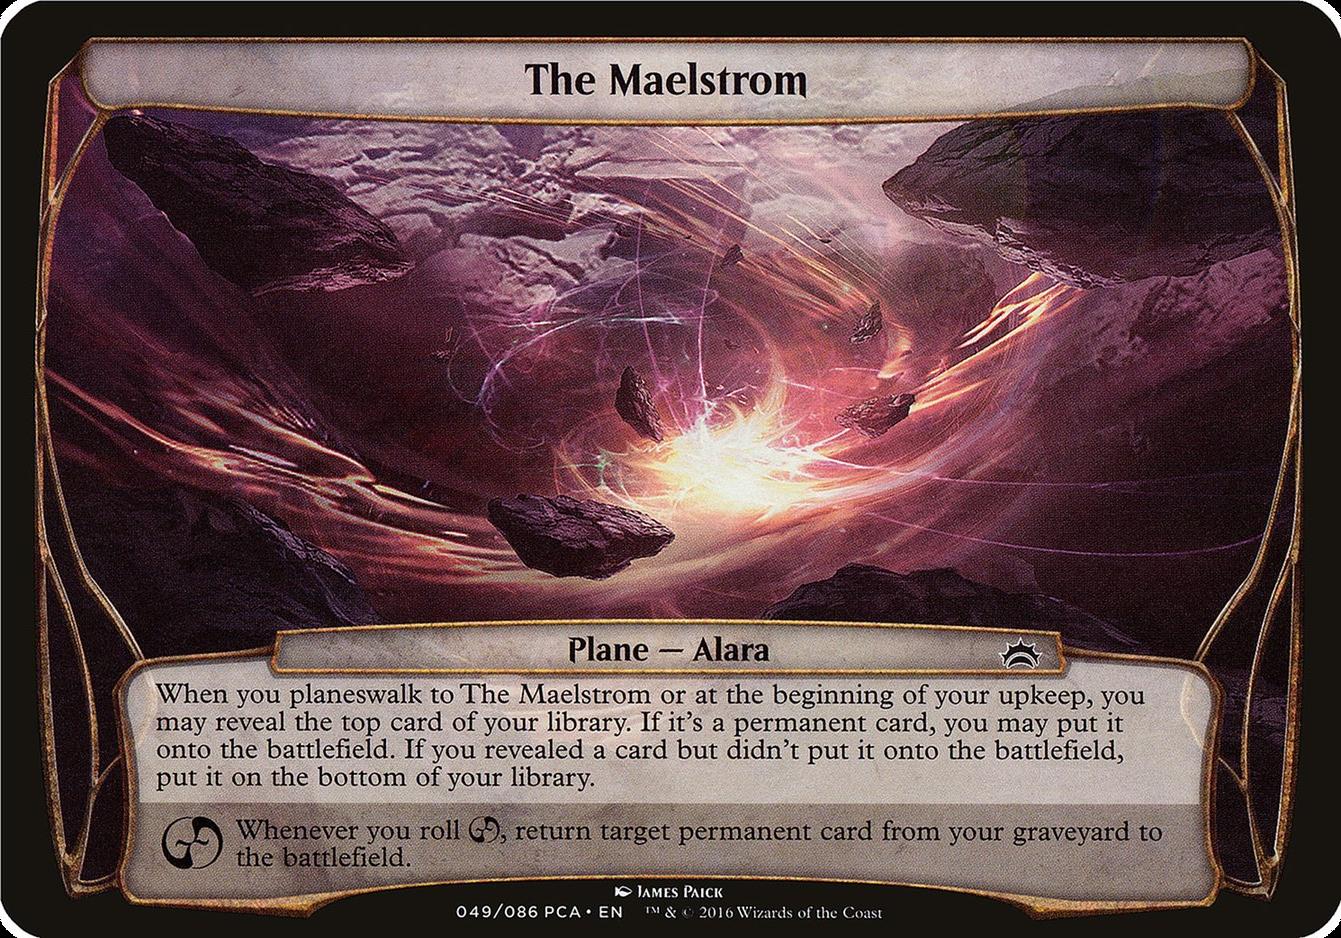 The Maelstrom
Plane — Alara
When you planeswalk to The Maelstrom or at the beginning of your upkeep, you
may reveal the top card of your library. If it's a permanent card, you may put it
onto the battlefield. If you revealed a card but didn't put it onto the battlefield,
put it on the bottom of your library.
Whenever you roll , return target permanent card from your graveyard to
the battlefield.
James Paick
049/086 PCA • EN ™ & © 2016 Wizards of the Coast